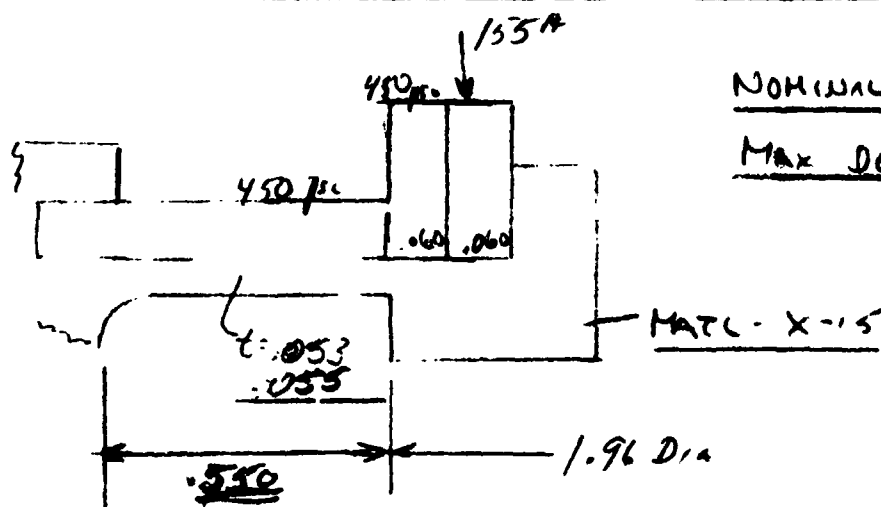 155 #
450 psi
NOMINAL
450 psi
Max
.060 .060
MATL - X-15
t = .053
.055
.550
1.96 Dia